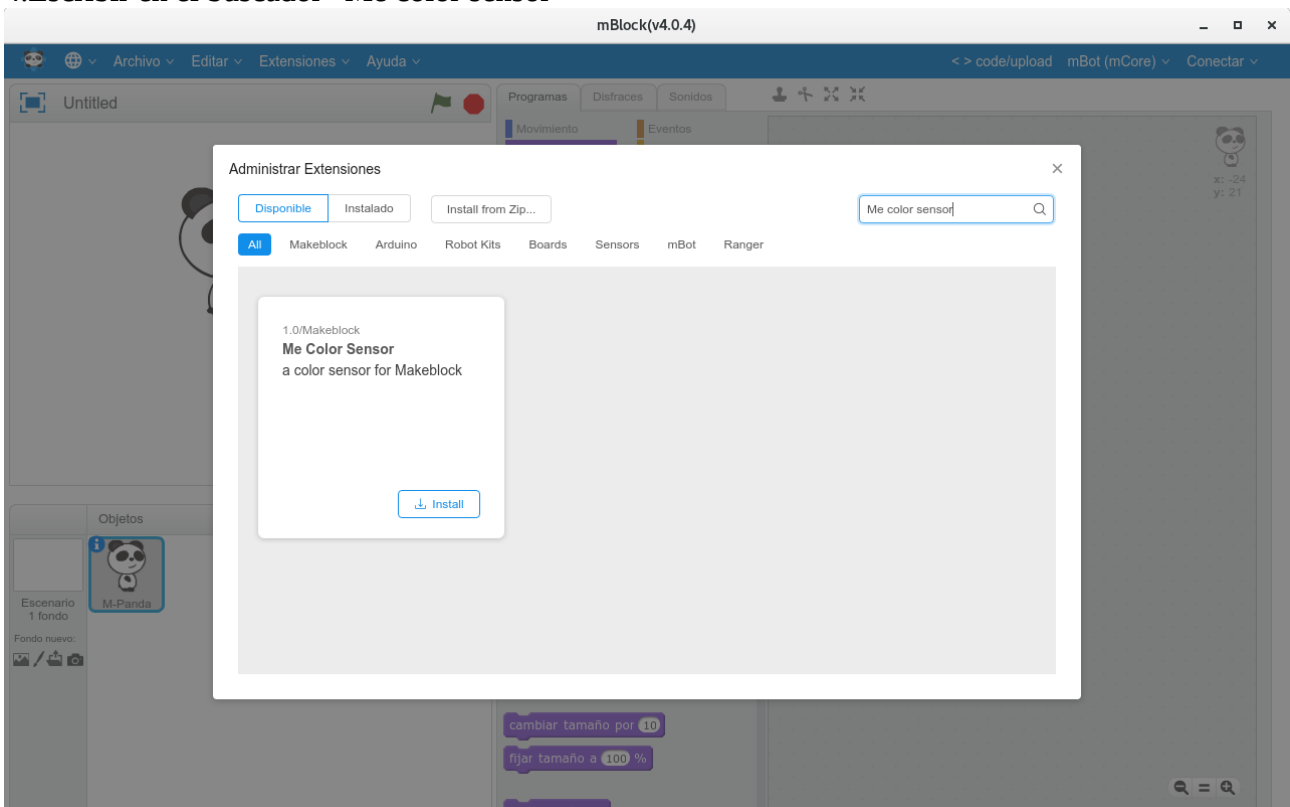 mBlock(v4.0.4)
Archivo Editar Extensiones Ayuda < > code/upload mBot (mCore) Conectar
Untitled
Programas Disfraces Sonidos
Movimiento Eventos
x: -24
y: 21
Administrar Extensiones
Disponible Instalado Install from Zip... Me color sensor
All Makeblock Arduino Robot Kits Boards Sensors mBot Ranger
1.0/Makeblock
Me Color Sensor
a color sensor for Makeblock
Install
Objetos
Escenario
1 fondo
M-Panda
Fondo nuevo:
cambiar tamaño por 10
fijar tamaño a 100 %